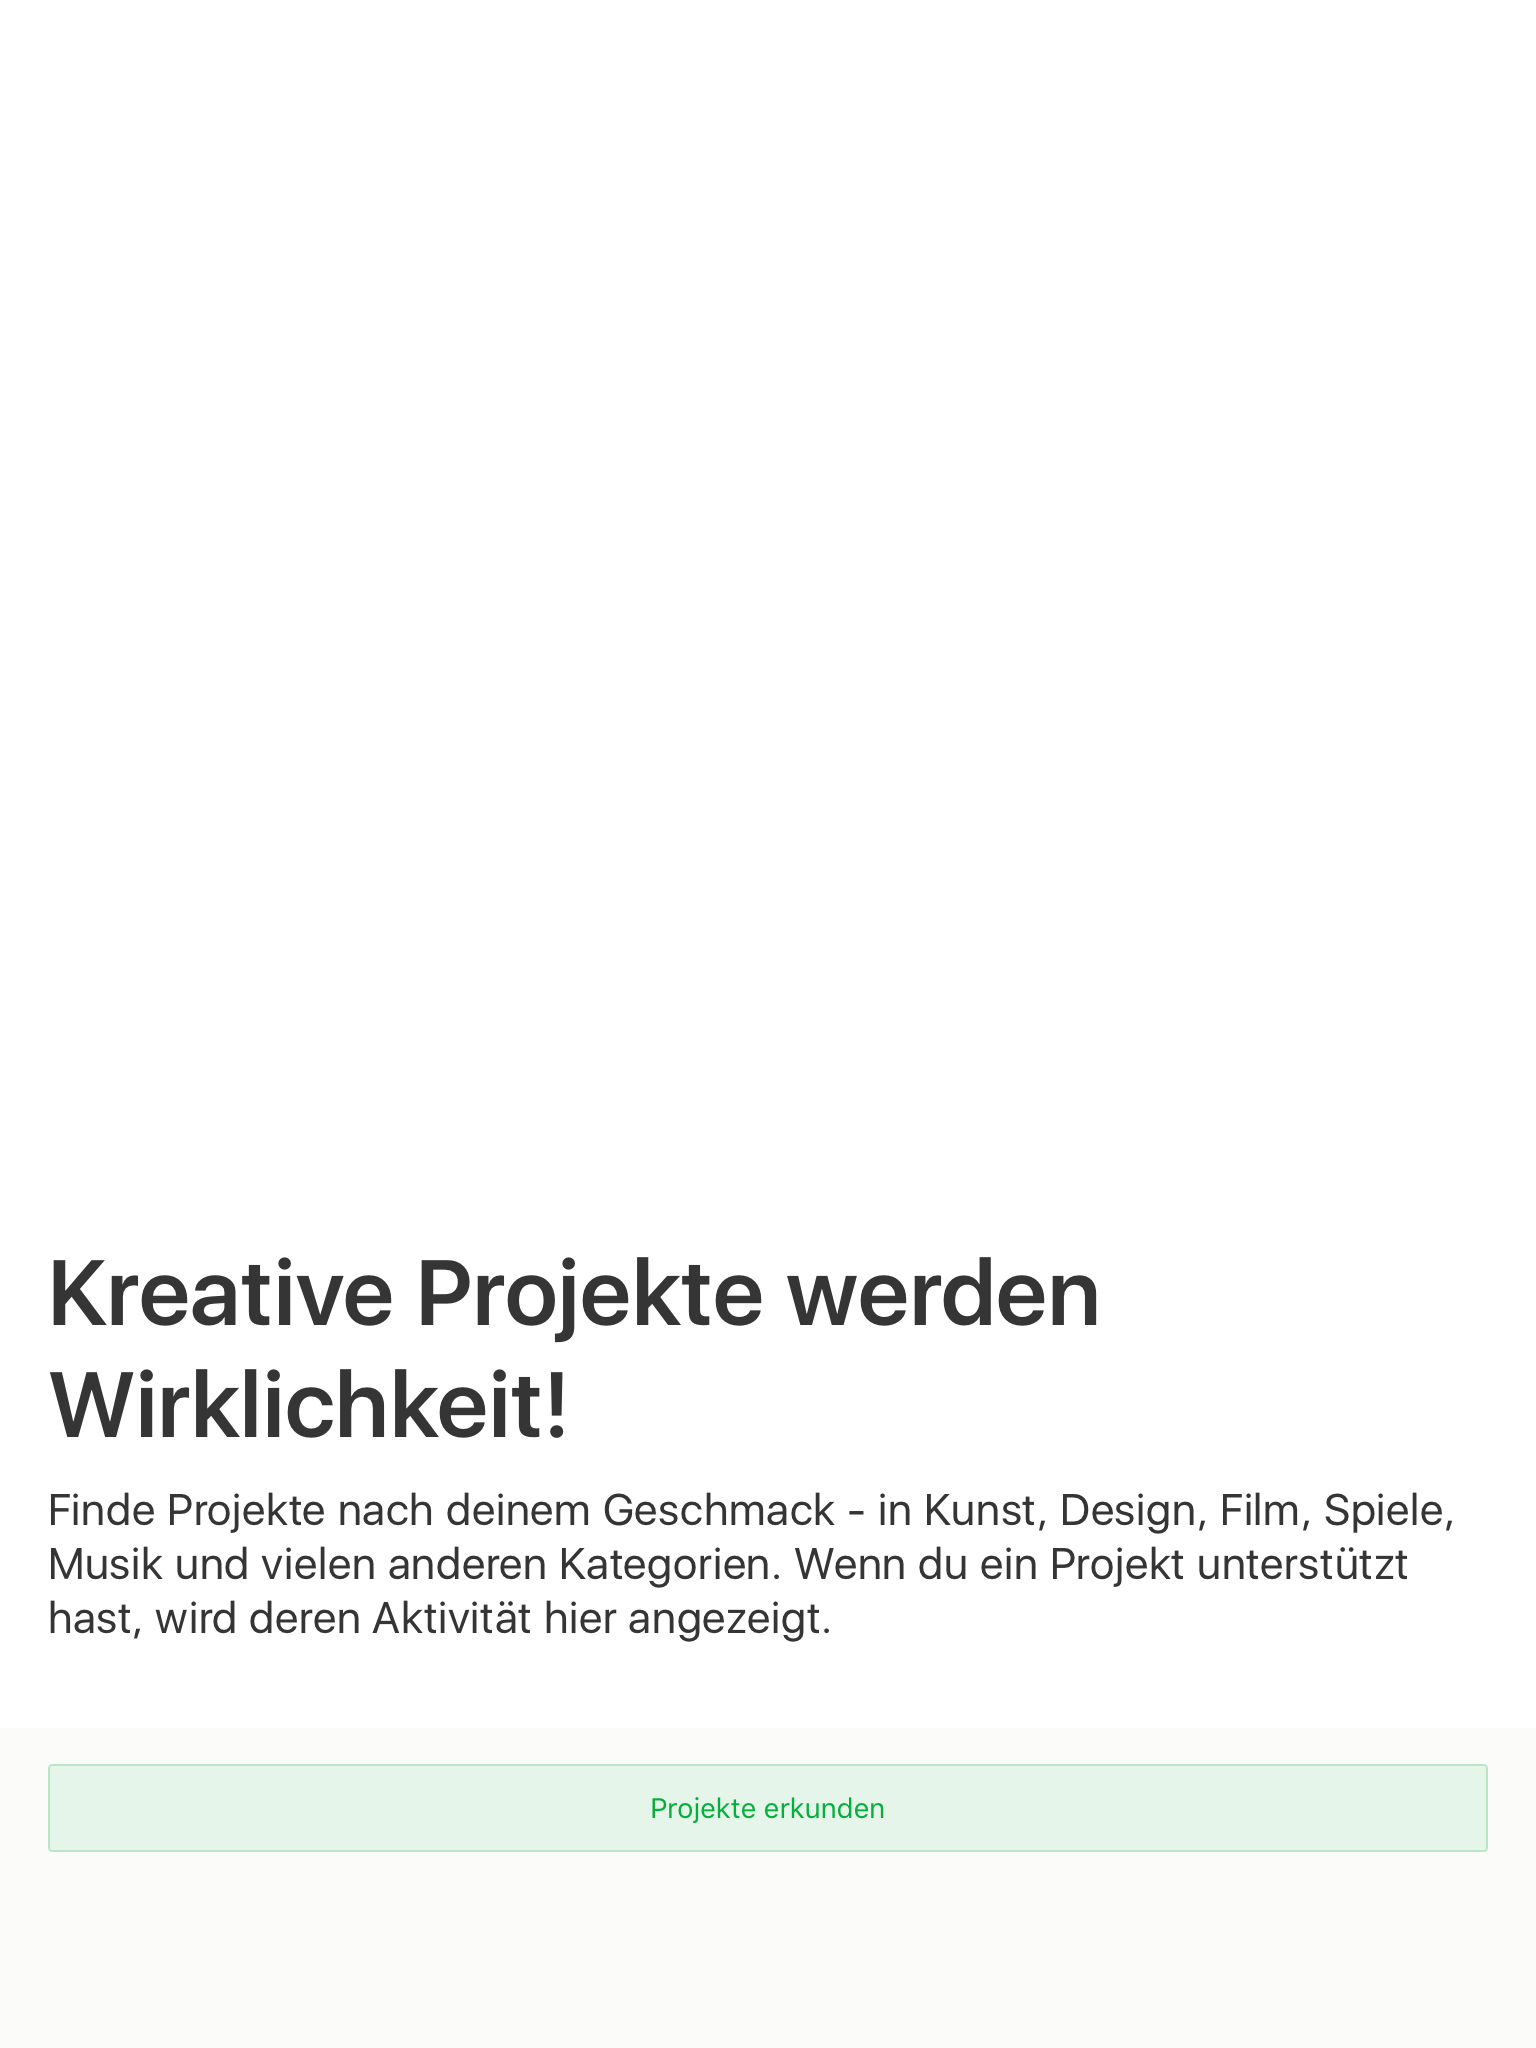 Kreative Projekte werden
Wirklichkeit!
Finde Projekte nach deinem Geschmack - in Kunst, Design, Film, Spiele,
Musik und vielen anderen Kategorien. Wenn du ein Projekt unterstützt
hast, wird deren Aktivität hier angezeigt.
Projekte erkunden